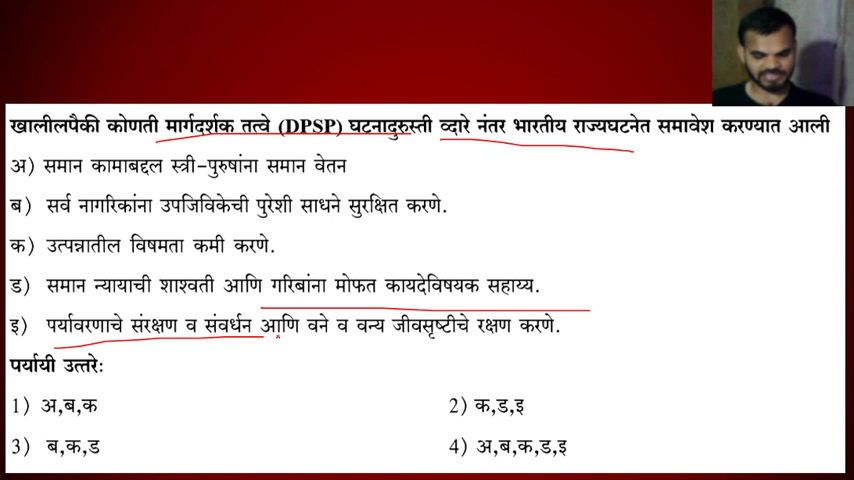 खालीलपैकी कोणती मार्गदर्शक तत्वे (DPSP) घटनादुरुस्ती व्दारे नंतर भारतीय राज्यघटनेत समावेश करण्यात आली
अ) समान कामाबद्दल स्त्री-पुरुषांना समान वेतन
ब) सर्व नागरिकांना उपजिविकेची पुरेशी साधने सुरक्षित करणे.
क) उत्पन्नातील विषमता कमी करणे.
ड) समान न्यायाची शाश्वती आणि गरिबांना मोफत कायदेविषयक सहाय्य.
इ) पर्यावरणाचे संरक्षण व संवर्धन आणि वने व वन्य जीवसृष्टीचे रक्षण करणे.
पर्यायी उत्तरे:
1) अ,ब,क 2) क,ड,इ
3) ब,क,ड 4) अ,ब,क,ड,इ